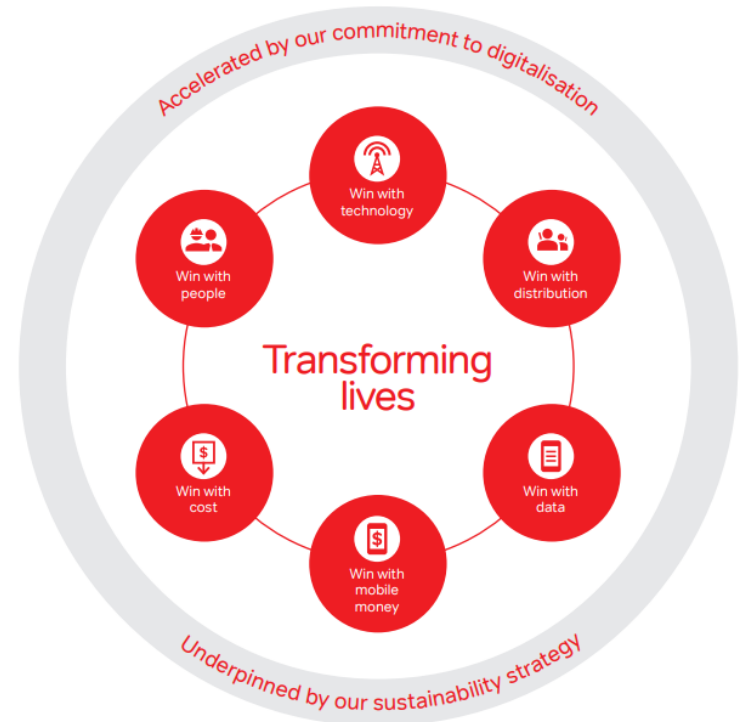 Accelerated by our commitment to digitalisation
Win with
technology
Win with
people
Win with
distribution
Transforming
lives
$
Win with
cost
Win with
data
$
Win with
mobile
money
Underpinned by our sustainability strategy